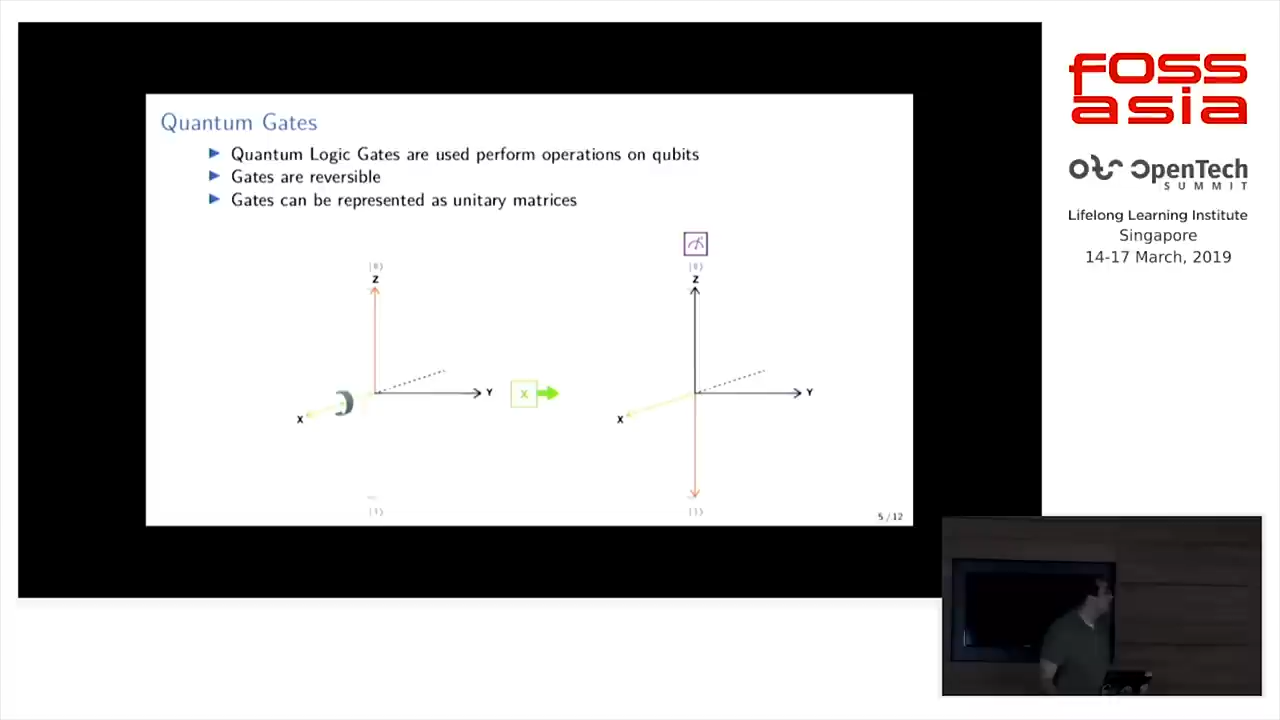 Quantum Gates
Quantum Logic Gates are used perform operations on qubits
Gates are reversible
Gates can be represented as unitary matrices
|0⟩
Z
Y
X
|1⟩
X
|0⟩
Z
Y
X
|1⟩
5 / 12
FOSS
asia
OpenTech
SUMMIT
Lifelong Learning Institute
Singapore
14-17 March, 2019